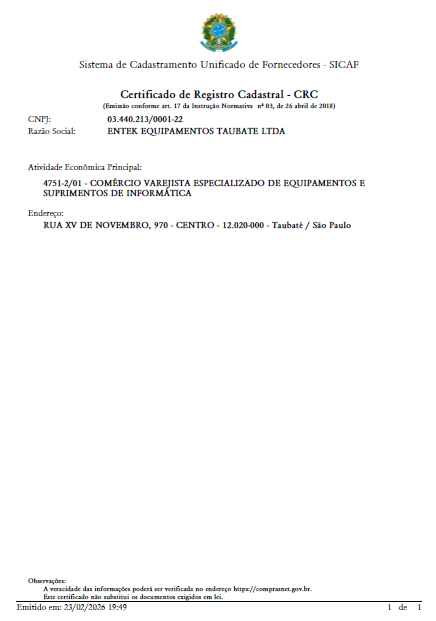 Sistema de Cadastramento Unificado de Fornecedores - SICAF
Certificado de Registro Cadastral - CRC
(Emissão conforme art. 17 da Instrução Normativa nº 03, de 26 abril de 2018)
CNPJ: 03.440.213/0001-22
Razão Social: ENTEK EQUIPAMENTOS TAUBATE LTDA
Atividade Econômica Principal:
4751-2/01 - COMÉRCIO VAREJISTA ESPECIALIZADO DE EQUIPAMENTOS E
SUPRIMENTOS DE INFORMÁTICA
Endereço:
RUA XV DE NOVEMBRO, 970 - CENTRO - 12.020-000 - Taubaté / São Paulo
Observações:
A veracidade das informações poderá ser verificada no endereço https://comprasnet.gov.br.
Este certificado não substitui os documentos exigidos em lei.
Emitido em: 23/02/2026 19:49 1 de 1